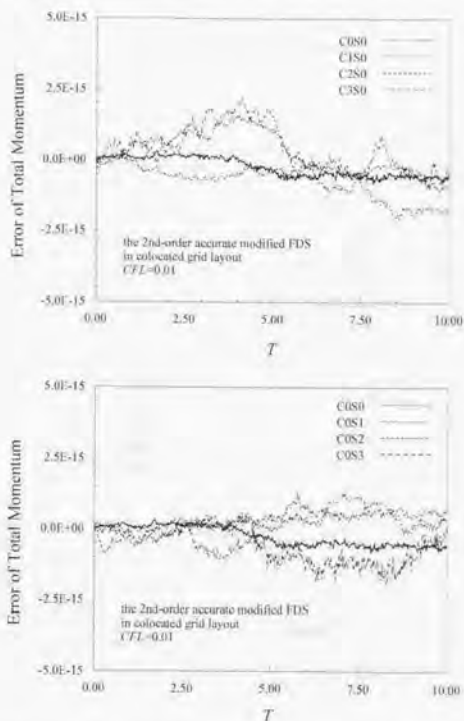 5.0E-15
C0S0
C1S0
C2S0
C3S0
2.5E-15
0.0E+00
-2.5E-15
-5.0E-15
Error of Total Momentum
the 2nd-order accurate modified FDS
in colocated grid layout
CFL=0.01
0.00 2.50 5.00 7.50 10.00
T
5.0E-15
C0S0
C0S1
C0S2
C0S3
2.5E-15
0.0E+00
-2.5E-15
-5.0E-15
Error of Total Momentum
the 2nd-order accurate modified FDS
in colocated grid layout
CFL=0.01
0.00 2.50 5.00 7.50 10.00
T